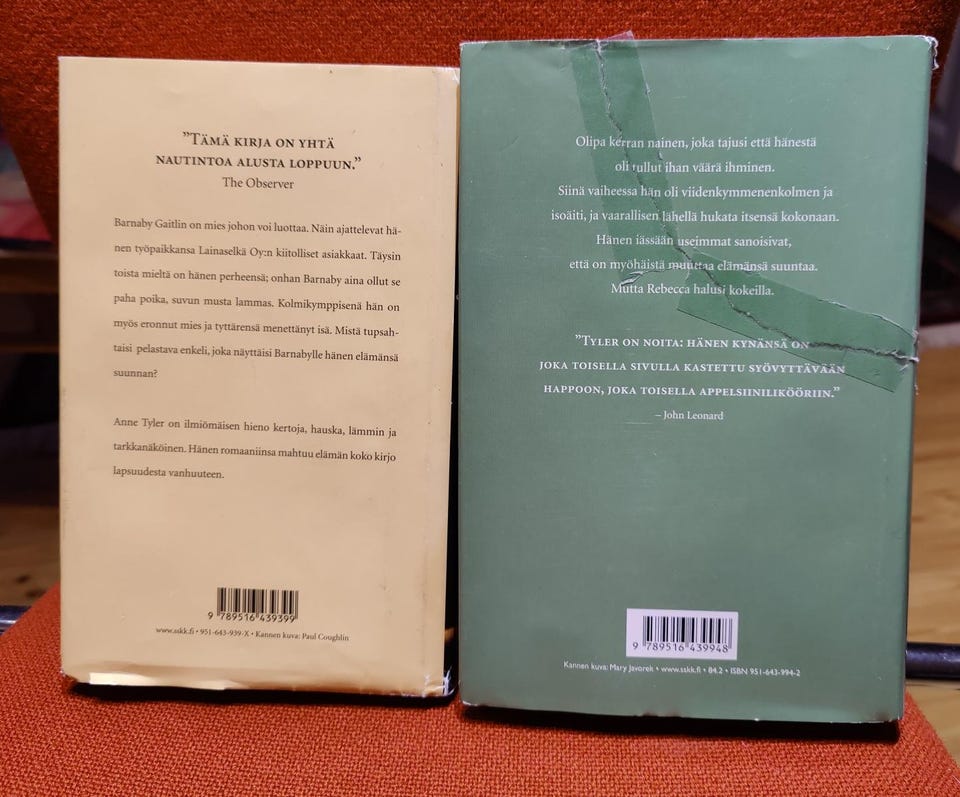 ”TÄMÄ KIRJA ON YHTÄ
NAUTINTOA ALUSTA LOPPUUN.”
The Observer
Barnaby Gaitlin on mies johon voi luottaa. Näin ajattelevat hä-
nen työpaikkansa Lainaselkä Oy:n kiitolliset asiakkaat. Täysin
toista mieltä on hänen perheensä; onhan Barnaby aina ollut se
paha poika, suvun musta lammas. Kolmikymppisenä hän on
myös eronnut mies ja tyttärensä menettänyt isä. Mistä tupsah-
taisi pelastava enkeli, joka näyttäisi Barnabylle hänen elämänsä
suunnan?
Anne Tyler on ilmiömäisen hieno kertoja, hauska, lämmin ja
tarkkanäköinen. Hänen romaaniinsa mahtuu elämän koko kirjo
lapsuudesta vanhuuteen.
9 789516 439399
www.sskk.fi • 951-643-939-X • Kannen kuva: Paul Coughlin
Olipa kerran nainen, joka tajusi että hänestä
oli tullut ihan väärä ihminen.
Siinä vaiheessa hän oli viidenkymmenenkolmen ja
isoäiti, ja vaarallisen lähellä hukata itsensä kokonaan.
Hänen iässään useimmat sanoisivat,
että on myöhäistä muuttaa elämänsä suuntaa.
Mutta Rebecca halusi kokeilla.
”TYLER ON NOITA: HÄNEN KYNÄNSÄ ON
JOKA TOISELLA SIVULLA KASTETTU SYÖVYTTÄVÄÄN
HAPPOON, JOKA TOISELLA APPELSIINILIKÖÖRIIN.”
– John Leonard
9 789516 439948
Kannen kuva: Mary Javorek • www.sskk.fi • 84.2 • ISBN 951-643-994-2